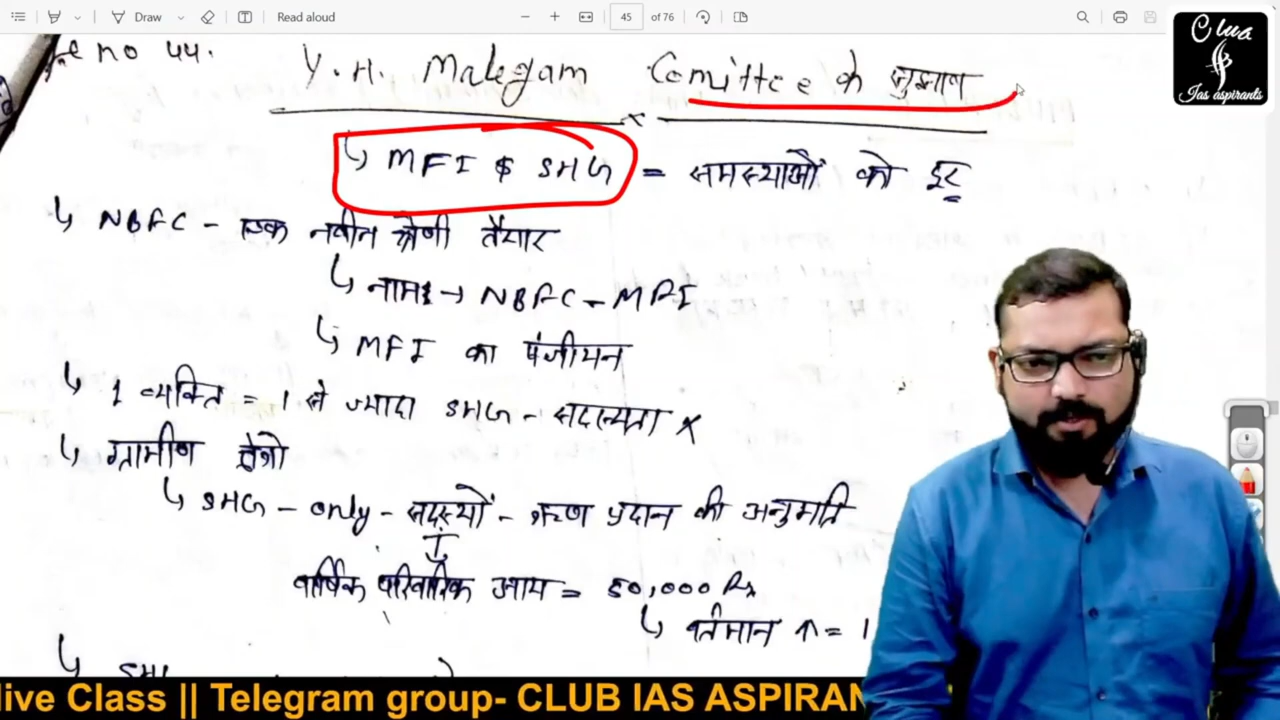 Draw
Read aloud
45 of 76
Clua
Ias aspirants
no 44.
Y. H. Malegam Comittee के सुझाव
↳ MFI & SHG = समस्याओं को दूर
↳ NBFC - एक नवीन श्रेणी तैयार
↳ नामः → NBFC - MFI
↳ MFI का पंजीयन
↳ 1 व्यक्ति = 1 से ज्यादा SHG - सदस्यता x
↳ ग्रामीण क्षेत्रो
↳ SHG - only - सदस्यों - ऋण प्रदान की अनुमति
वार्षिक पारिवारिक आय = 50,000 Rs
↳ वर्तमान में = 1
↳ SHG
live Class || Telegram group- CLUB IAS ASPIRAN